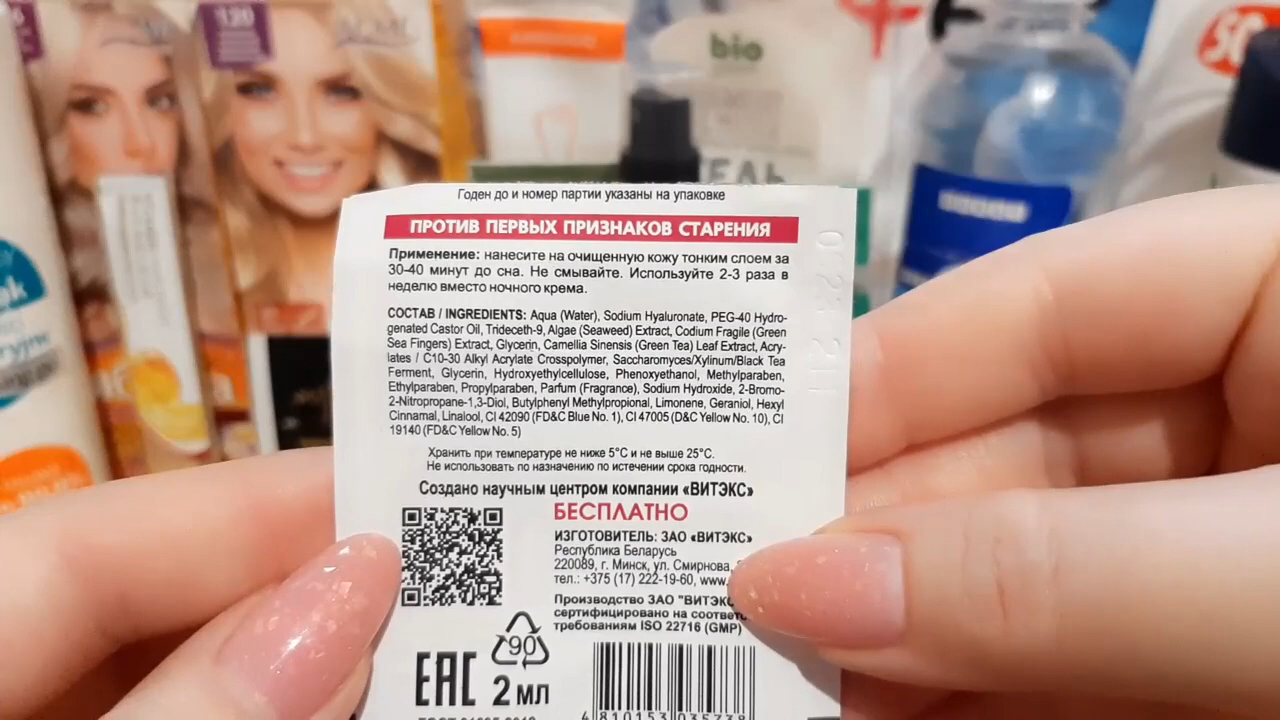 120
bio
ГЕЛЬ
Годен до и номер партии указаны на упаковке
ПРОТИВ ПЕРВЫХ ПРИЗНАКОВ СТАРЕНИЯ
Применение: нанесите на очищенную кожу тонким слоем за
30-40 минут до сна. Не смывайте. Используйте 2-3 раза в
неделю вместо ночного крема.
СОСТАВ / INGREDIENTS: Aqua (Water), Sodium Hyaluronate, PEG-40 Hydro-
genated Castor Oil, Trideceth-9, Algae (Seaweed) Extract, Codium Fragile (Green
Sea Fingers) Extract, Glycerin, Camellia Sinensis (Green Tea) Leaf Extract, Acry-
lates / C10-30 Alkyl Acrylate Crosspolymer, Saccharomyces/Xylinum/Black Tea
Ferment, Glycerin, Hydroxyethylcellulose, Phenoxyethanol, Methylparaben,
Ethylparaben, Propylparaben, Parfum (Fragrance), Sodium Hydroxide, 2-Bromo-
2-Nitropropane-1,3-Diol, Butylphenyl Methylpropional, Limonene, Geraniol, Hexyl
Cinnamal, Linalool, CI 42090 (FD&C Blue No. 1), CI 47005 (D&C Yellow No. 10), CI
19140 (FD&C Yellow No. 5)
Хранить при температуре не ниже 5°С и не выше 25°С.
Не использовать по назначению по истечении срока годности.
Создано научным центром компании «ВИТЭКС»
БЕСПЛАТНО
ИЗГОТОВИТЕЛЬ: ЗАО «ВИТЭКС»
Республика Беларусь
220089, г. Минск, ул. Смирнова,
тел.: +375 (17) 222-19-60, www.
Производство ЗАО "ВИТЭКС
сертифицировано на соответс
требованиям ISO 22716 (GMP)
90
EAC
2 мл
4 810153 035738